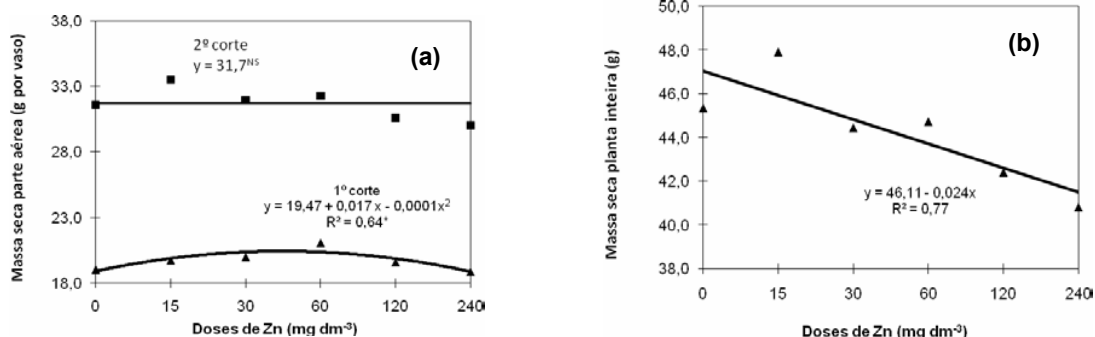 Massa seca parte aérea (g por vaso)
38,0
33,0
28,0
23,0
18,0
(a)
2º corte
y = 31,7ᴺˢ
1º corte
y = 19,47 + 0,017x - 0,0001x²
R² = 0,64*
0 15 30 60 120 240
Doses de Zn (mg dm⁻³)
Massa seca planta inteira (g)
50,0
48,0
46,0
44,0
42,0
40,0
38,0
(b)
y = 46,11 - 0,024x
R² = 0,77
0 15 30 60 120 240
Doses de Zn (mg dm⁻³)